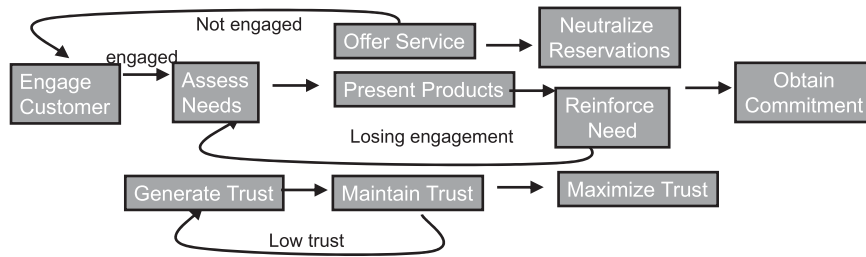 Not engaged
Offer Service
Neutralize
Reservations
engaged
Engage
Customer
Assess
Needs
Present Products
Reinforce
Need
Obtain
Commitment
Losing engagement
Generate Trust
Maintain Trust
Maximize Trust
Low trust